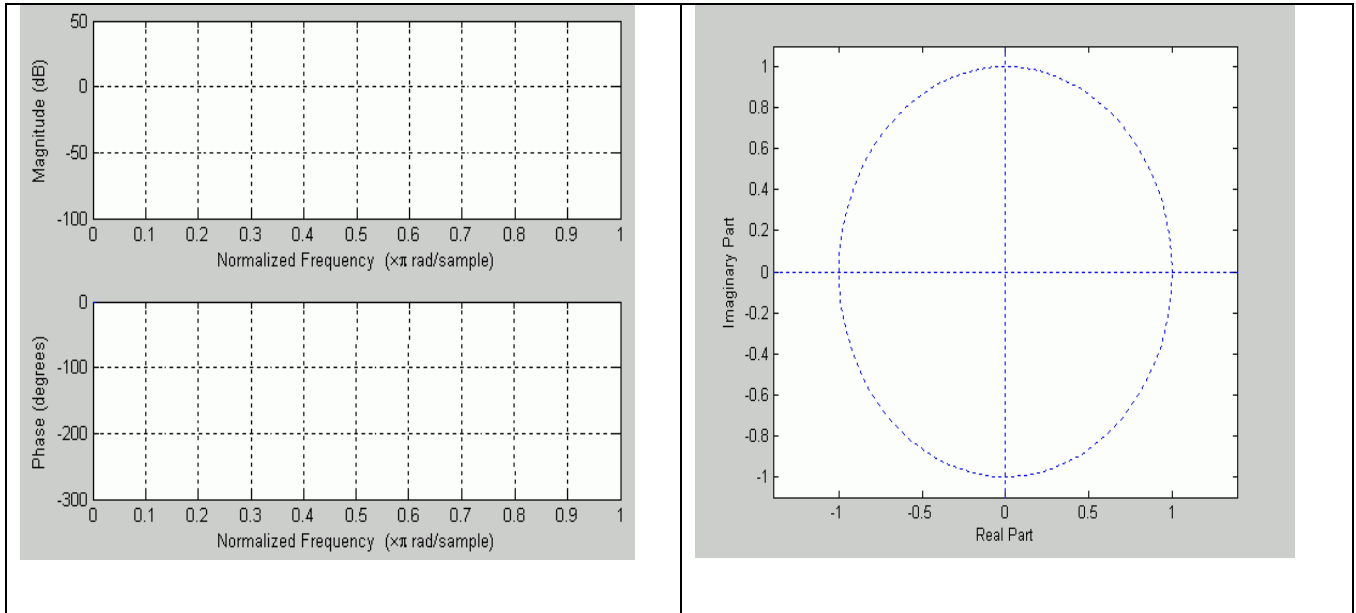 50
0
-50
-100
Magnitude (dB)
0 0.1 0.2 0.3 0.4 0.5 0.6 0.7 0.8 0.9 1
Normalized Frequency (×π rad/sample)
0
-100
-200
-300
Phase (degrees)
0 0.1 0.2 0.3 0.4 0.5 0.6 0.7 0.8 0.9 1
Normalized Frequency (×π rad/sample)
1
0.8
0.6
0.4
0.2
0
-0.2
-0.4
-0.6
-0.8
-1
Imaginary Part
-1 -0.5 0 0.5 1
Real Part